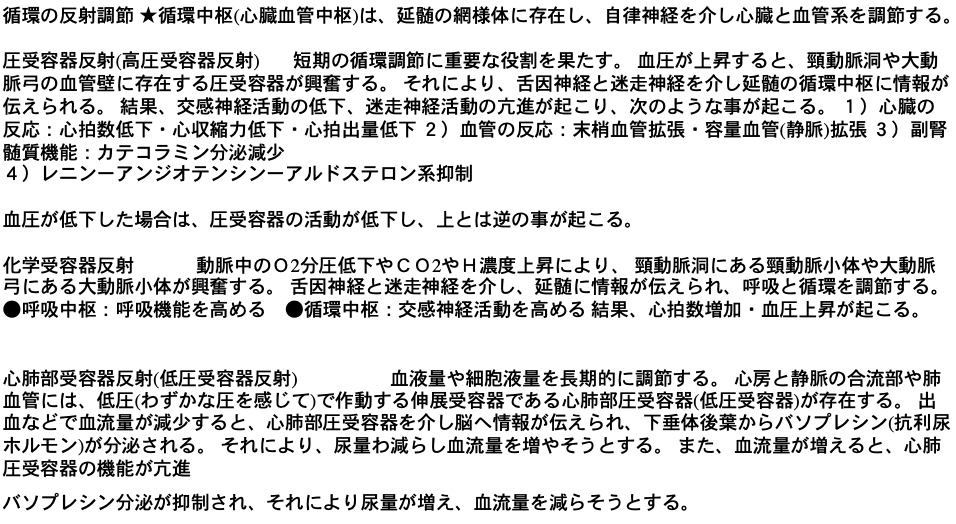 循環の反射調節 ★循環中枢(心臓血管中枢)は、延髄の網様体に存在し、自律神経を介し心臓と血管系を調節する。
圧受容器反射(高圧受容器反射)　　短期の循環調節に重要な役割を果たす。 血圧が上昇すると、頸動脈洞や大動
脈弓の血管壁に存在する圧受容器が興奮する。 それにより、舌因神経と迷走神経を介し延髄の循環中枢に情報が
伝えられる。 結果、交感神経活動の低下、迷走神経活動の亢進が起こり、次のような事が起こる。 １）心臓の
反応：心拍数低下・心収縮力低下・心拍出量低下 ２）血管の反応：末梢血管拡張・容量血管(静脈)拡張 ３）副腎
髄質機能：カテコラミン分泌減少
４）レニンーアンジオテンシンーアルドステロン系抑制
血圧が低下した場合は、圧受容器の活動が低下し、上とは逆の事が起こる。
化学受容器反射　　　　動脈中のＯ2分圧低下やＣＯ2やＨ濃度上昇により、 頸動脈洞にある頸動脈小体や大動脈
弓にある大動脈小体が興奮する。 舌因神経と迷走神経を介し、延髄に情報が伝えられ、呼吸と循環を調節する。
●呼吸中枢：呼吸機能を高める　●循環中枢：交感神経活動を高める 結果、心拍数増加・血圧上昇が起こる。
心肺部受容器反射(低圧受容器反射)　　　　　血液量や細胞液量を長期的に調節する。 心房と静脈の合流部や肺
血管には、低圧(わずかな圧を感じて)で作動する伸展受容器である心肺部圧受容器(低圧受容器)が存在する。 出
血などで血流量が減少すると、心肺部圧受容器を介し脳へ情報が伝えられ、下垂体後葉からバソプレシン(抗利尿
ホルモン)が分泌される。 それにより、尿量わ減らし血流量を増やそうとする。 また、血流量が増えると、心肺
圧受容器の機能が亢進
バソプレシン分泌が抑制され、それにより尿量が増え、血流量を減らそうとする。